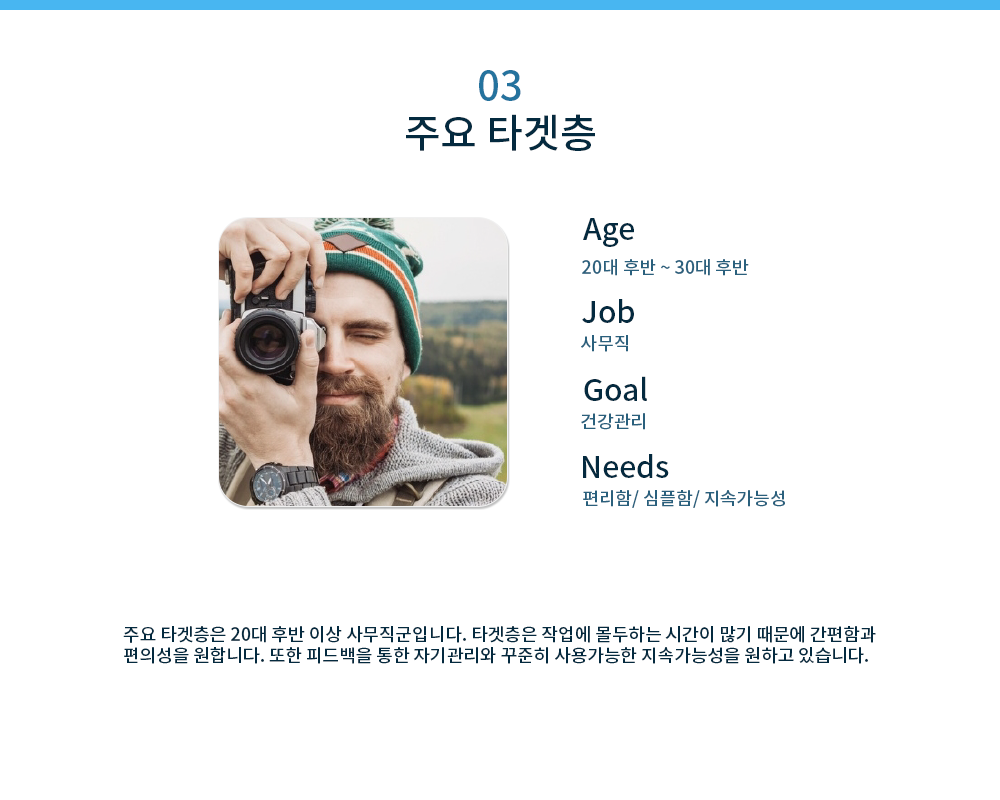 03
주요 타겟층
Age
20대 후반 ~ 30대 후반
Job
사무직
Goal
건강관리
Needs
편리함/ 심플함/ 지속가능성
주요 타겟층은 20대 후반 이상 사무직군입니다. 타겟층은 작업에 몰두하는 시간이 많기 때문에 간편함과
편의성을 원합니다. 또한 피드백을 통한 자기관리와 꾸준히 사용가능한 지속가능성을 원하고 있습니다.